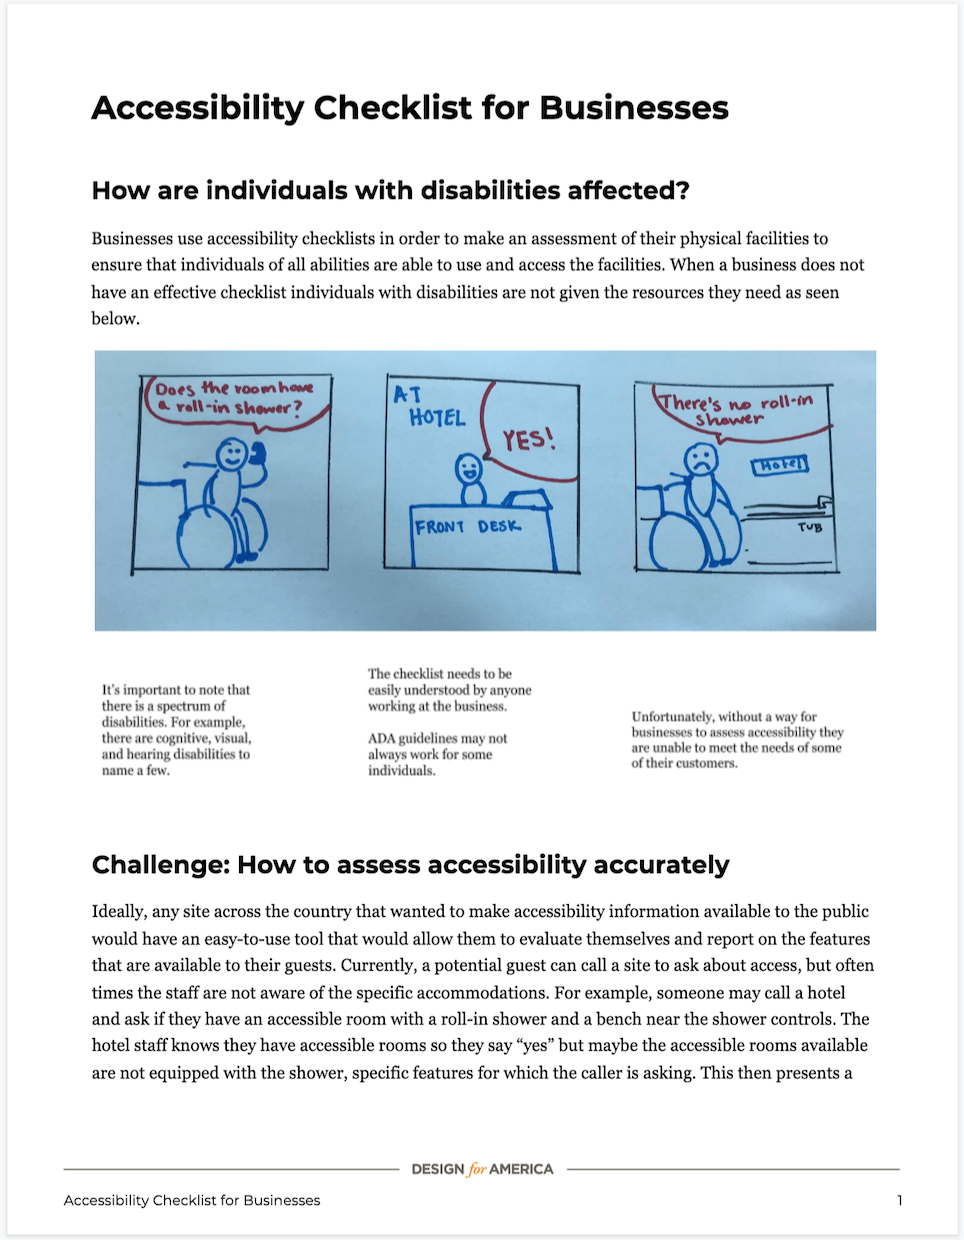 Accessibility Checklist for Businesses
How are individuals with disabilities affected?
Businesses use accessibility checklists in order to make an assessment of their physical facilities to
ensure that individuals of all abilities are able to use and access the facilities. When a business does not
have an effective checklist individuals with disabilities are not given the resources they need as seen
below.
Does the room have
a roll-in shower?
AT
HOTEL
YES!
FRONT DESK
There's no roll-in
shower
Hotel
TUB
It's important to note that
there is a spectrum of
disabilities. For example,
there are cognitive, visual,
and hearing disabilities to
name a few.
The checklist needs to be
easily understood by anyone
working at the business.
ADA guidelines may not
always work for some
individuals.
Unfortunately, without a way for
businesses to assess accessibility they
are unable to meet the needs of some
of their customers.
Challenge: How to assess accessibility accurately
Ideally, any site across the country that wanted to make accessibility information available to the public
would have an easy-to-use tool that would allow them to evaluate themselves and report on the features
that are available to their guests. Currently, a potential guest can call a site to ask about access, but often
times the staff are not aware of the specific accommodations. For example, someone may call a hotel
and ask if they have an accessible room with a roll-in shower and a bench near the shower controls. The
hotel staff knows they have accessible rooms so they say “yes” but maybe the accessible rooms available
are not equipped with the shower, specific features for which the caller is asking. This then presents a
DESIGN for AMERICA
Accessibility Checklist for Businesses
1